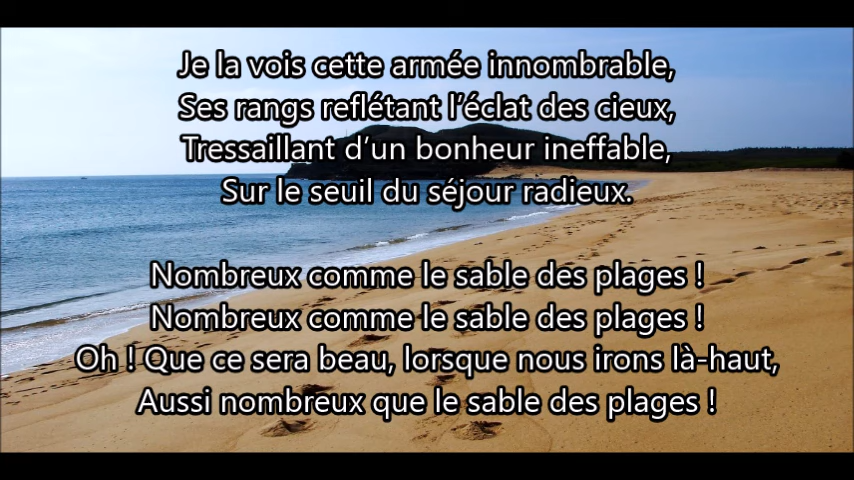 Je la vois cette armée innombrable,
Ses rangs reflétant l’éclat des cieux,
Tressaillant d’un bonheur ineffable,
Sur le seuil du séjour radieux.
Nombreux comme le sable des plages !
Nombreux comme le sable des plages !
Oh ! Que ce sera beau, lorsque nous irons là-haut,
Aussi nombreux que le sable des plages !